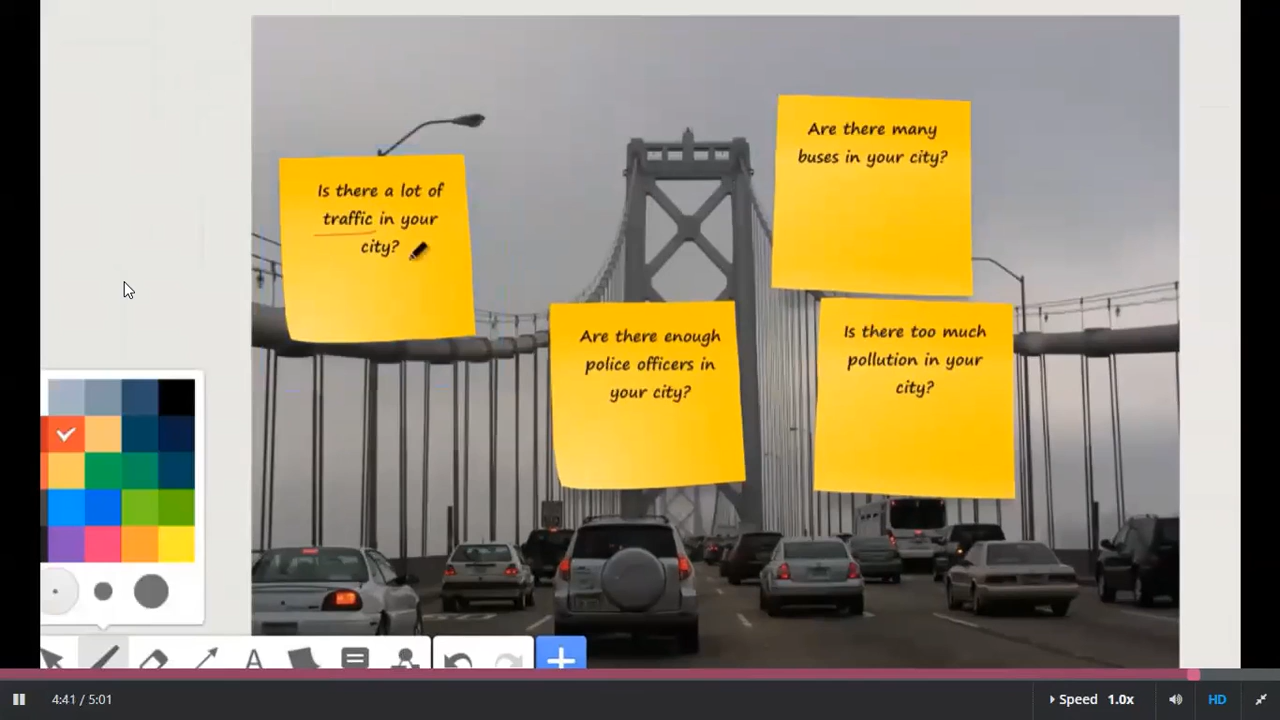 Is there a lot of
traffic in your
city?
Are there many
buses in your city?
Are there enough
police officers in
your city?
Is there too much
pollution in your
city?
A
4:41 / 5:01
Speed 1.0x
HD